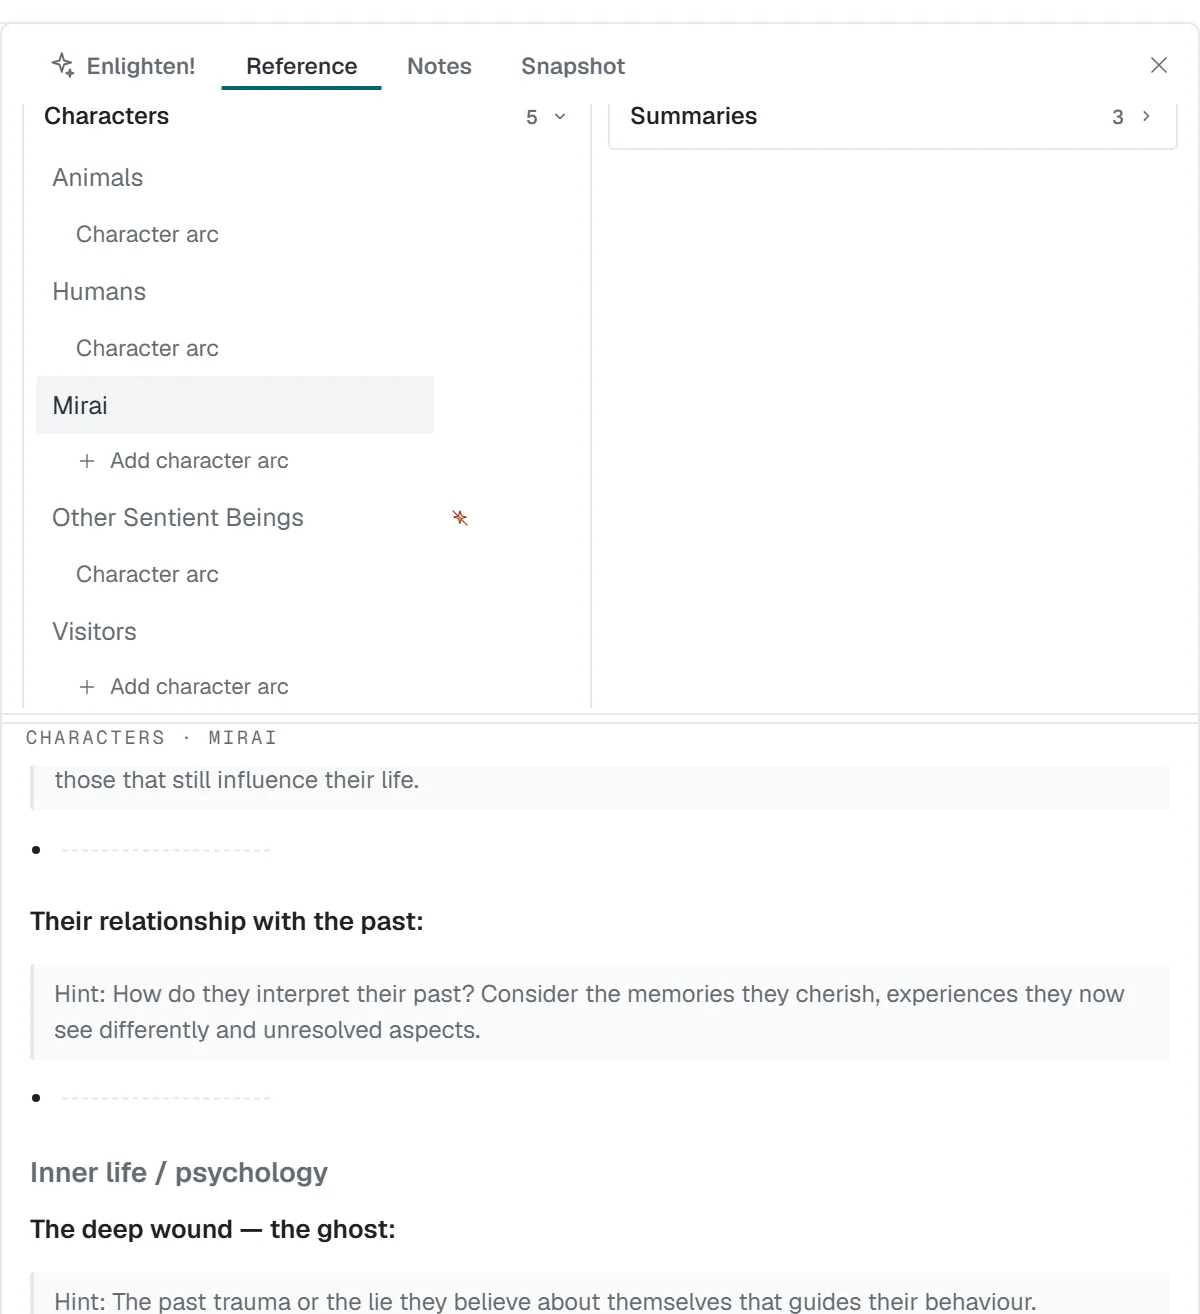 Enlighten!
Reference
Notes
Snapshot
Characters 5
Animals
Character arc
Humans
Character arc
Mirai
+ Add character arc
Other Sentient Beings
Character arc
Visitors
+ Add character arc
Summaries 3
CHARACTERS · MIRAI
those that still influence their life.
Their relationship with the past:
Hint: How do they interpret their past? Consider the memories they cherish, experiences they now
see differently and unresolved aspects.
Inner life / psychology
The deep wound — the ghost:
Hint: The past trauma or the lie they believe about themselves that guides their behaviour.